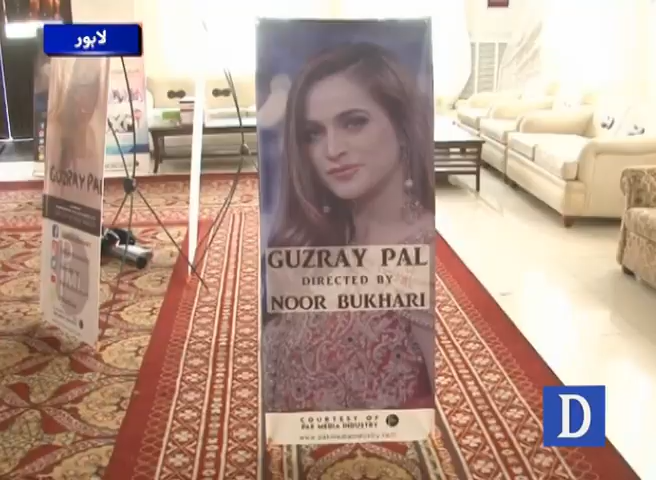 لاہور
GUZRAY PAL
DIRECTED BY
NOOR BUKHARI
COURTESY OF
PAK MEDIA INDUSTRY
GUZRAY PAL
D